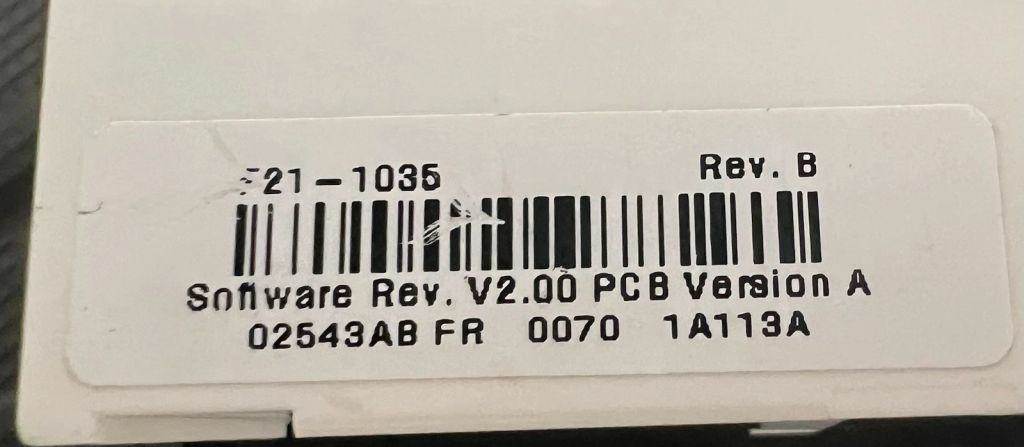 21-1035 Rev. B
Software Rev. V2.00 PCB Version A
02543AB FR 0070 1A113A